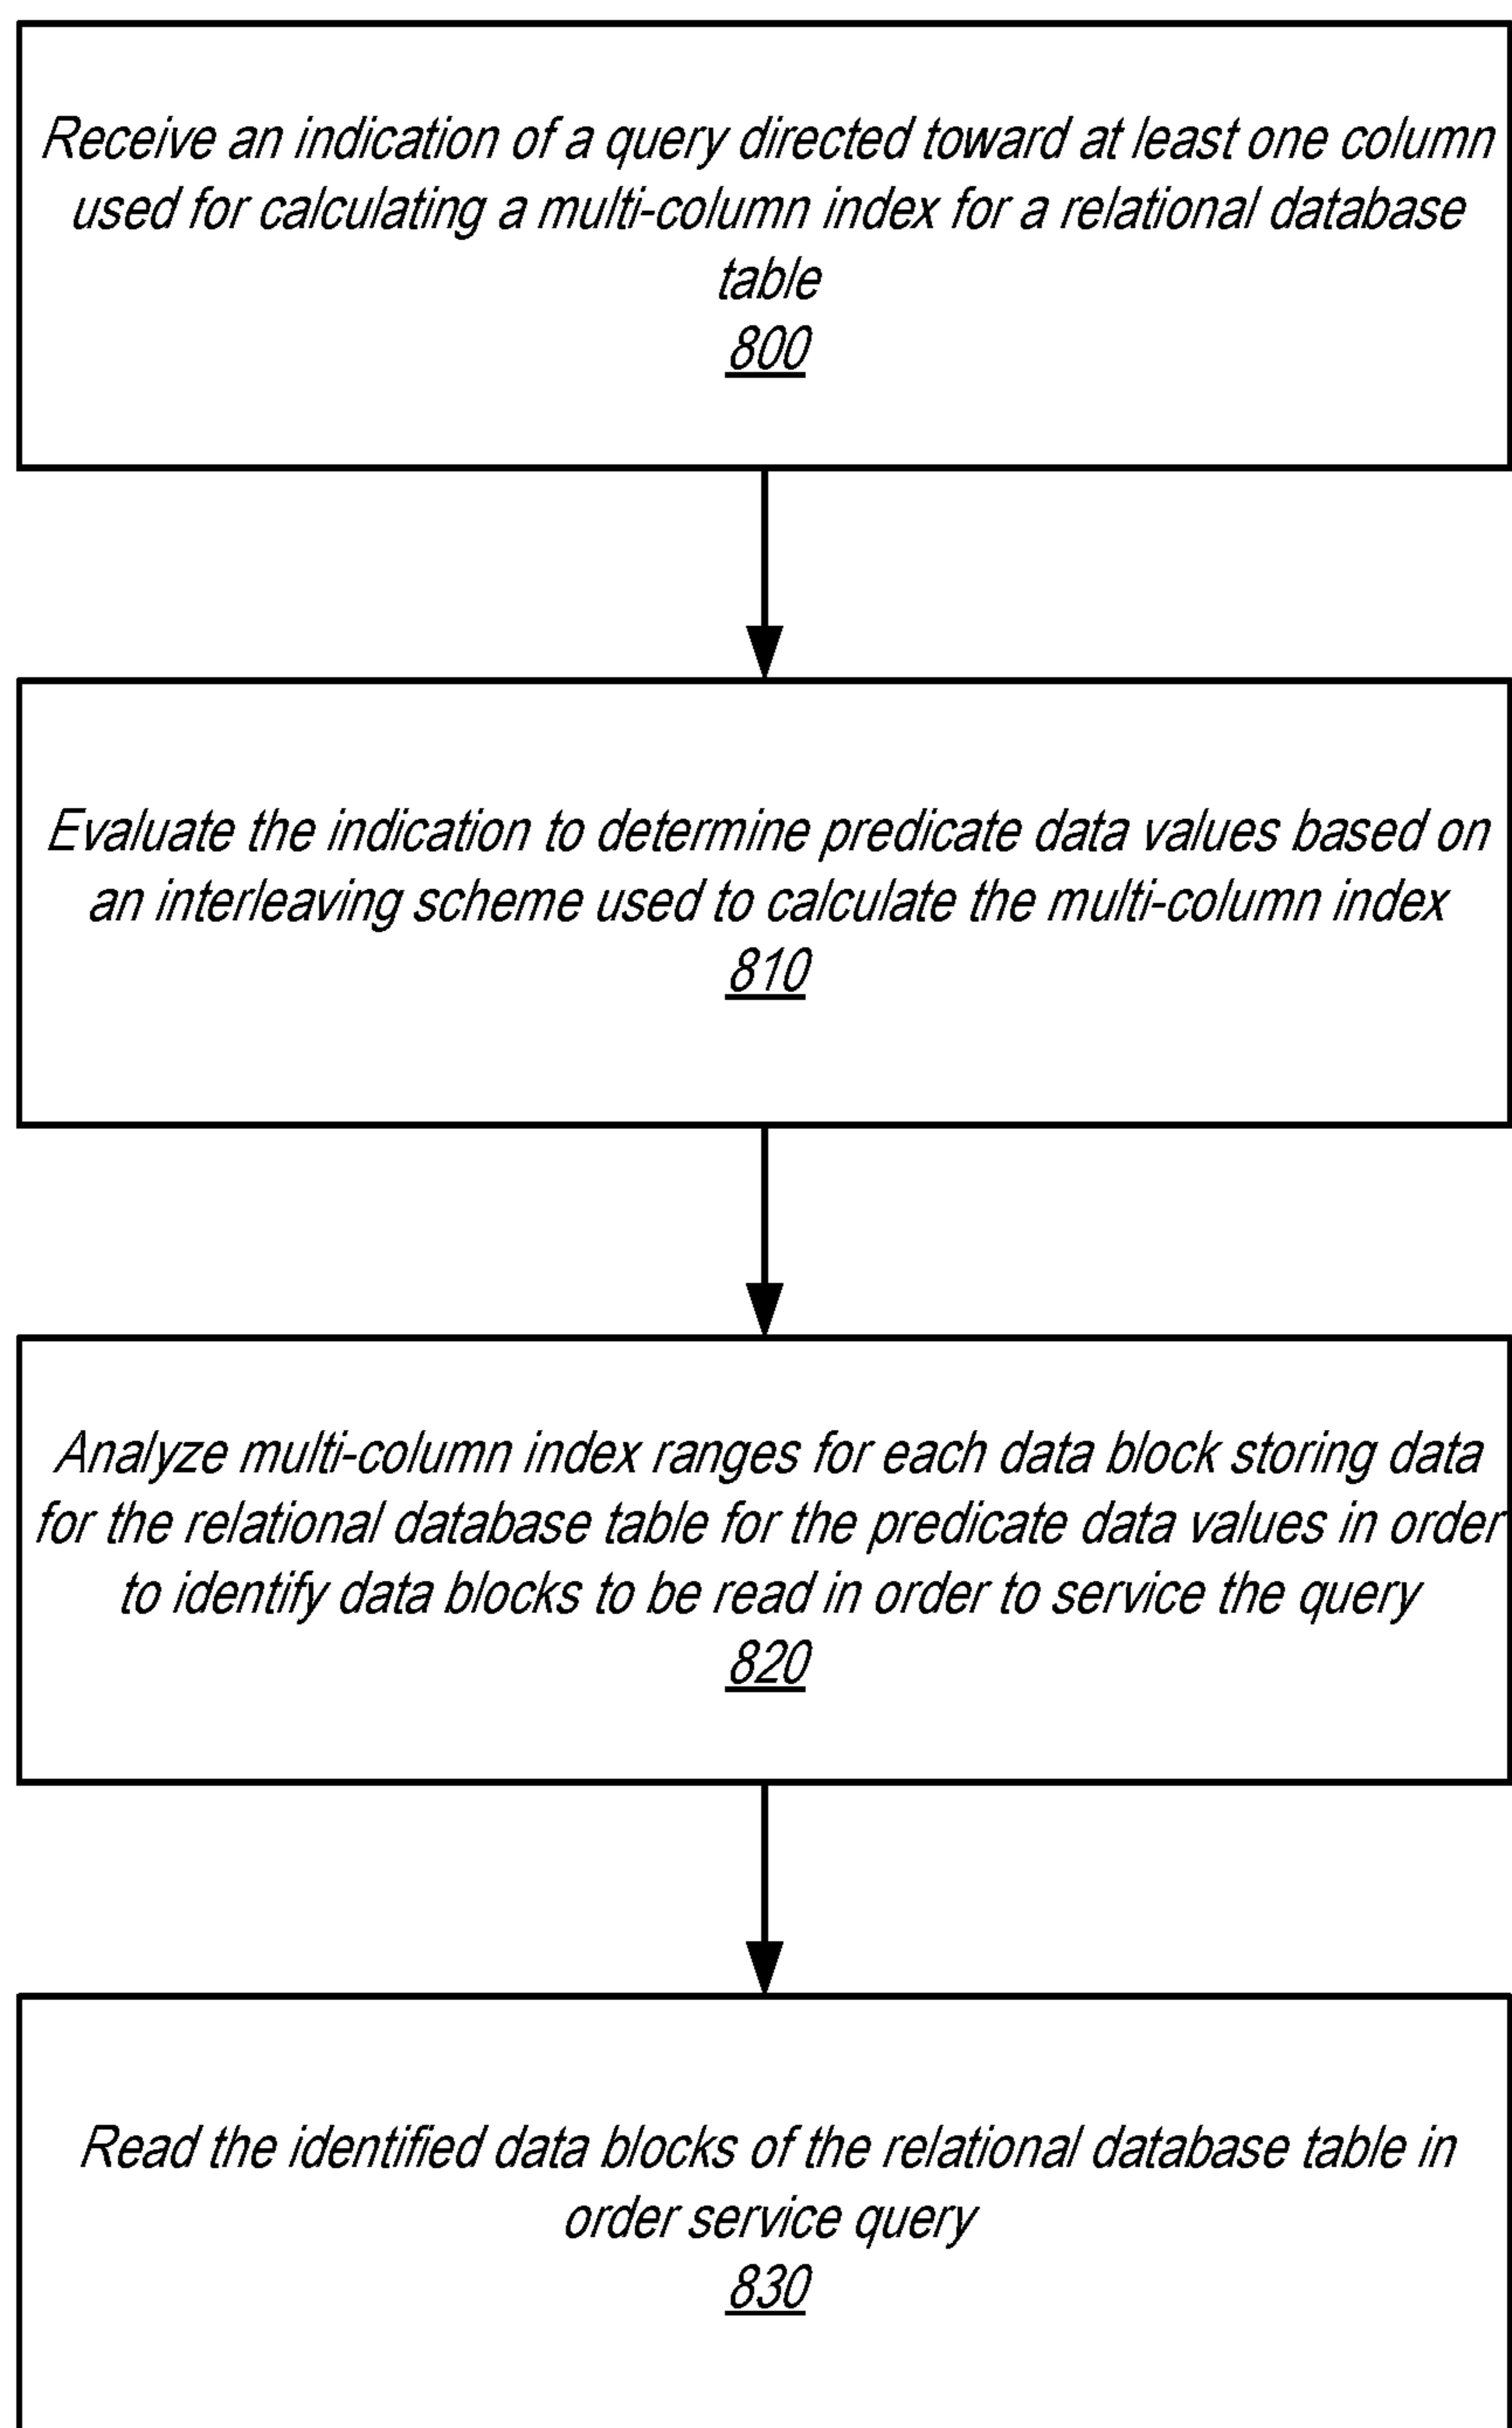 Receive an indication of a query directed toward at least one column
used for calculating a multi-column index for a relational database
table
800
Evaluate the indication to determine predicate data values based on
an interleaving scheme used to calculate the multi-column index
810
Analyze multi-column index ranges for each data block storing data
for the relational database table for the predicate data values in order
to identify data blocks to be read in order to service the query
820
Read the identified data blocks of the relational database table in
order service query
830